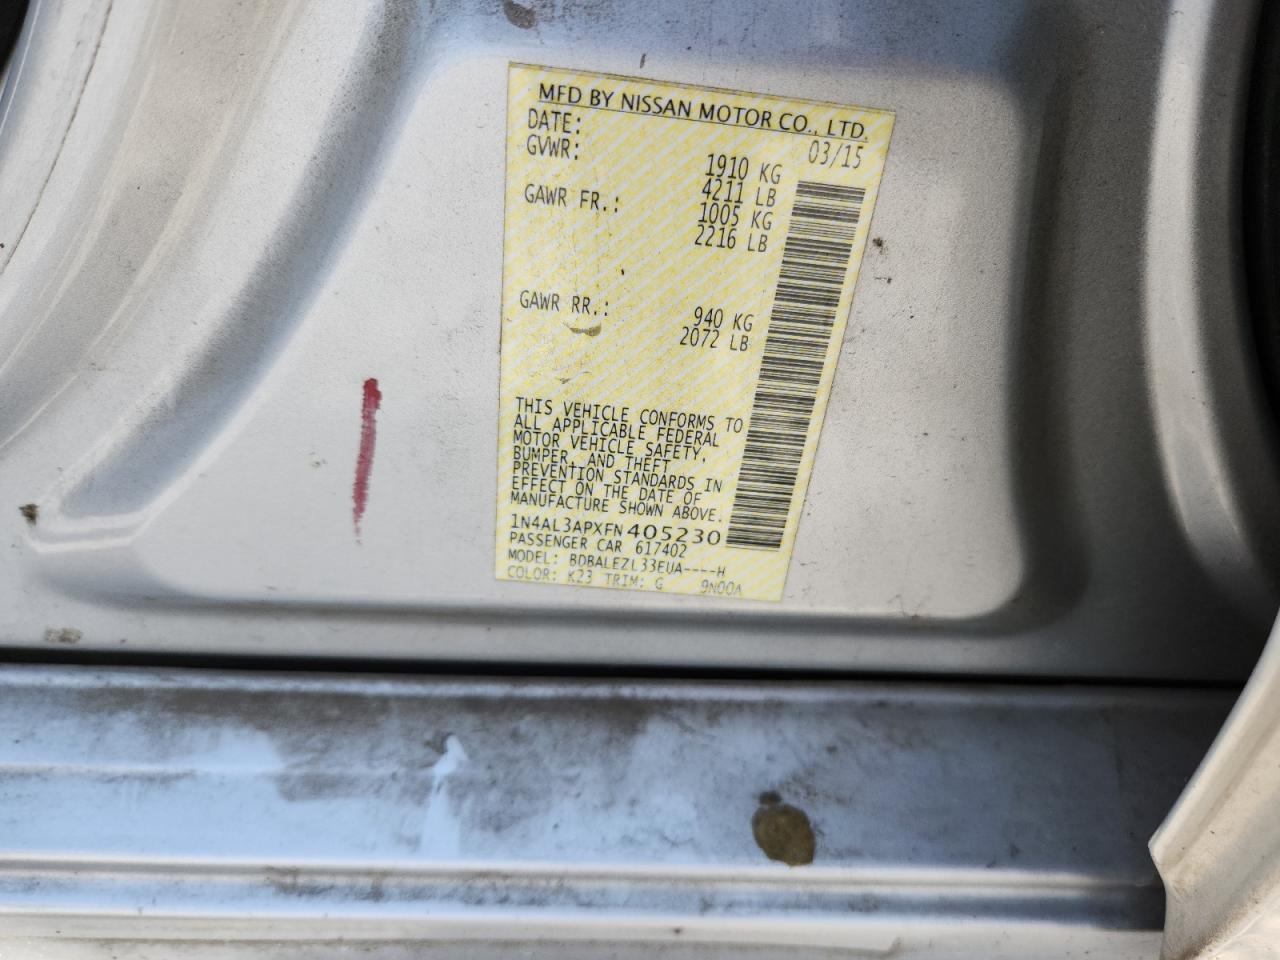 MFD BY NISSAN MOTOR CO., LTD.
DATE: 03/15
GVWR: 1910 KG
4211 LB
GAWR FR.: 1005 KG
2216 LB
GAWR RR.: 940 KG
2072 LB
THIS VEHICLE CONFORMS TO
ALL APPLICABLE FEDERAL
MOTOR VEHICLE SAFETY,
BUMPER, AND THEFT
PREVENTION STANDARDS IN
EFFECT ON THE DATE OF
MANUFACTURE SHOWN ABOVE.
1N4AL3APXFN405230
PASSENGER CAR 617402
MODEL: BDBALEZL33EUA----H
COLOR: K23 TRIM: G 9N00A